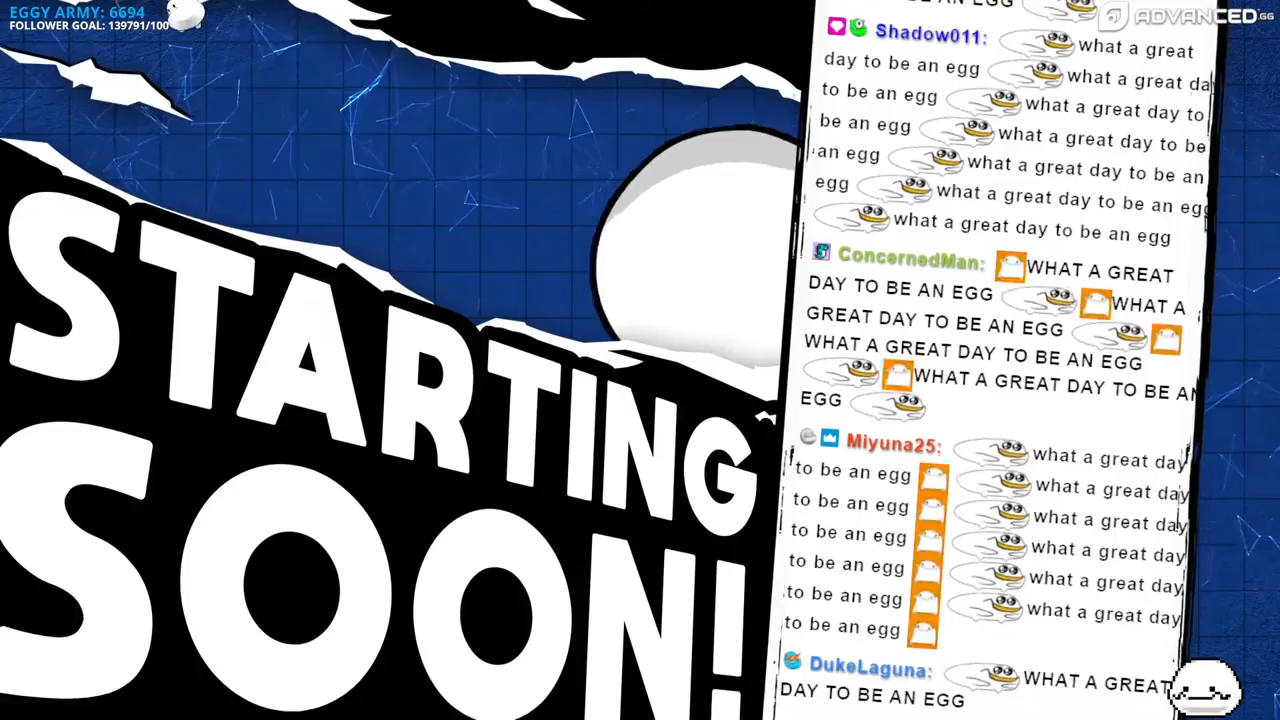 EGGY ARMY: 6694
FOLLOWER GOAL: 139791/100
STARTING
SOON!
ADVANCED.GG
BE AN EGG
Shadow011: what a great
day to be an egg what a great da
to be an egg what a great day to
be an egg what a great day to be
an egg what a great day to be an
egg what a great day to be an egg
what a great day to be an egg
ConcernedMan: WHAT A GREAT
DAY TO BE AN EGG WHAT A
GREAT DAY TO BE AN EGG
WHAT A GREAT DAY TO BE AN EGG
WHAT A GREAT DAY TO BE AN
EGG
Miyuna25: what a great day
to be an egg what a great day
to be an egg what a great day
to be an egg what a great day
to be an egg what a great day
to be an egg what a great day
to be an egg
DukeLaguna: WHAT A GREAT
DAY TO BE AN EGG